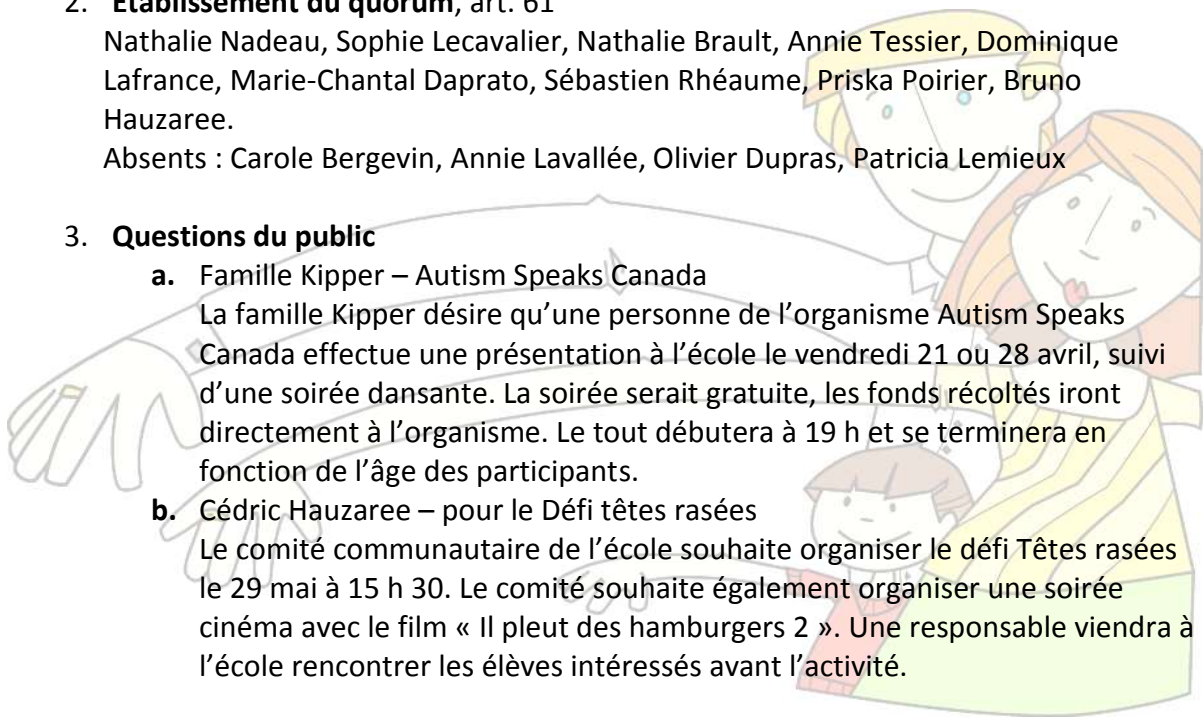 2. Établissement du quorum, art. 61
Nathalie Nadeau, Sophie Lecavalier, Nathalie Brault, Annie Tessier, Dominique
Lafrance, Marie-Chantal Daprato, Sébastien Rhéaume, Priska Poirier, Bruno
Hauzaree.
Absents : Carole Bergevin, Annie Lavallée, Olivier Dupras, Patricia Lemieux
3. Questions du public
a. Famille Kipper – Autism Speaks Canada
La famille Kipper désire qu’une personne de l’organisme Autism Speaks
Canada effectue une présentation à l’école le vendredi 21 ou 28 avril, suivi
d’une soirée dansante. La soirée serait gratuite, les fonds récoltés iront
directement à l’organisme. Le tout débutera à 19 h et se terminera en
fonction de l’âge des participants.
b. Cédric Hauzaree – pour le Défi têtes rasées
Le comité communautaire de l’école souhaite organiser le défi Têtes rasées
le 29 mai à 15 h 30. Le comité souhaite également organiser une soirée
cinéma avec le film « Il pleut des hamburgers 2 ». Une responsable viendra à
l’école rencontrer les élèves intéressés avant l’activité.